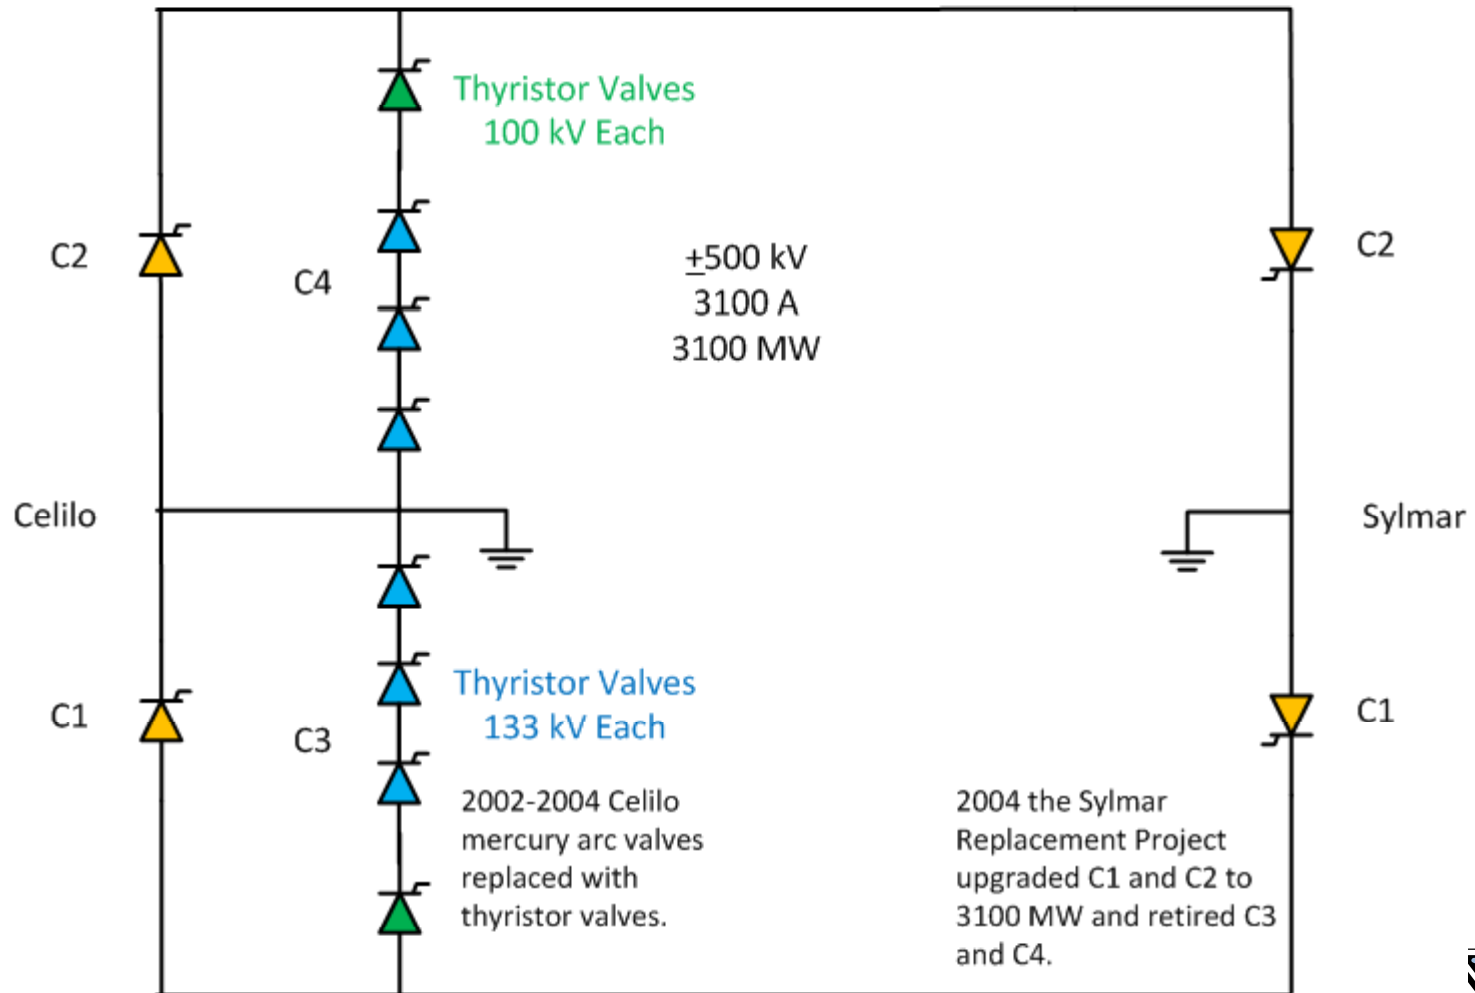 Thyristor Valves
100 kV Each
C2
C4
±500 kV
3100 A
3100 MW
C2
Celilo
Sylmar
C1
C3
Thyristor Valves
133 kV Each
C1
2002-2004 Celilo
mercury arc valves
replaced with
thyristor valves.
2004 the Sylmar
Replacement Project
upgraded C1 and C2 to
3100 MW and retired C3
and C4.